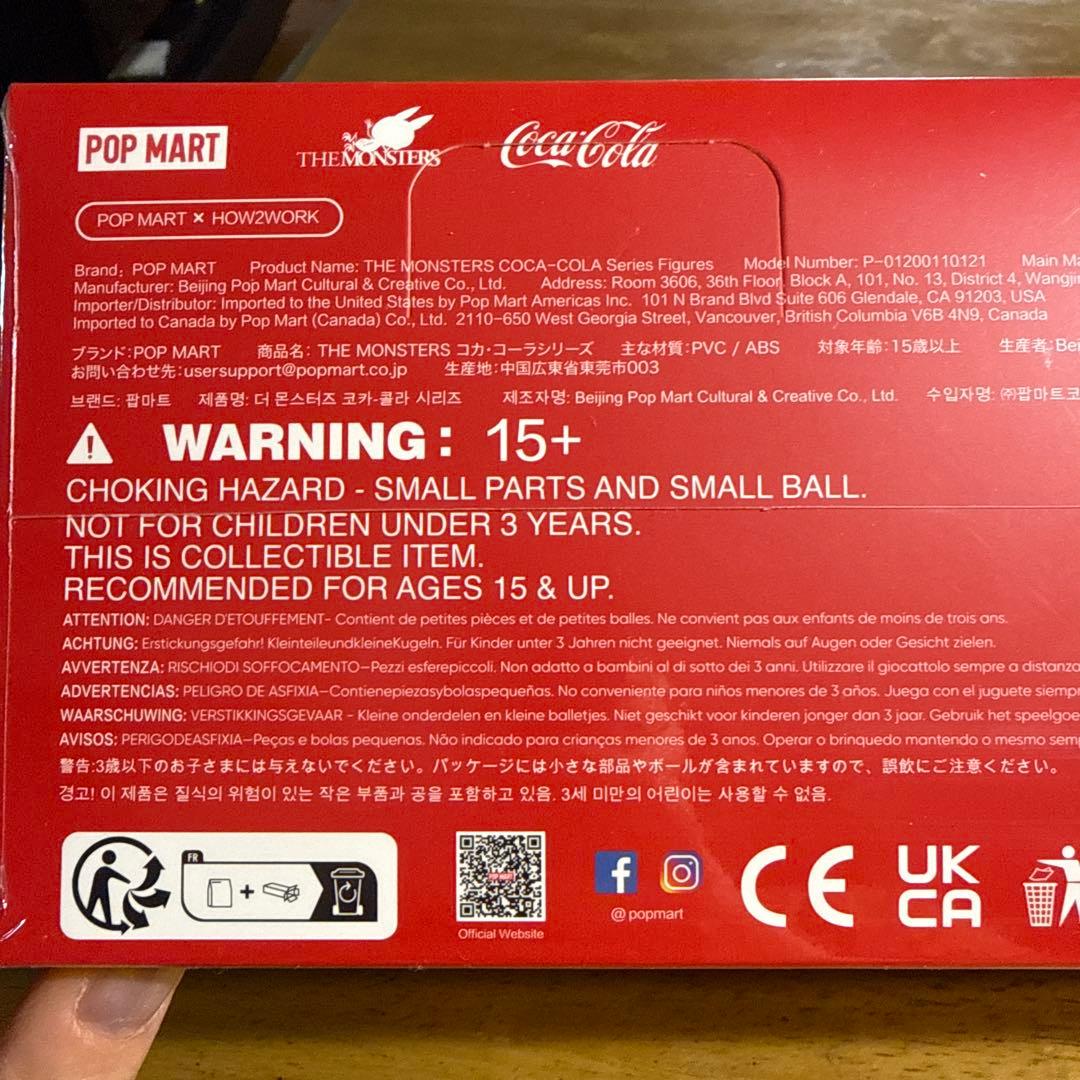 POP MART
THE MONSTERS
Coca-Cola
POP MART × HOW2WORK
Brand: POP MART Product Name: THE MONSTERS COCA-COLA Series Figures Model Number: P-01200110121 Main Ma
Manufacturer: Beijing Pop Mart Cultural & Creative Co., Ltd. Address: Room 3606, 36th Floor, Block A, 101, No. 13, District 4, Wangjin
Importer/Distributor: Imported to the United States by Pop Mart Americas Inc. 101 N Brand Blvd Suite 606 Glendale, CA 91203, USA
Imported to Canada by Pop Mart (Canada) Co., Ltd. 2110-650 West Georgia Street, Vancouver, British Columbia V6B 4N9, Canada
ブランド:POP MART 商品名: THE MONSTERS コカ·コーラシリーズ 主な材質:PVC / ABS 対象年齢:15歳以上 生産者:Bei
お問い合わせ先:usersupport@popmart.co.jp 生産地:中国広東省東莞市003
브랜드: 팝마트 제품명: 더 몬스터즈 코카-콜라 시리즈 제조자명: Beijing Pop Mart Cultural & Creative Co., Ltd. 수입자명: ㈜팝마트코
WARNING: 15+
CHOKING HAZARD - SMALL PARTS AND SMALL BALL.
NOT FOR CHILDREN UNDER 3 YEARS.
THIS IS COLLECTIBLE ITEM.
RECOMMENDED FOR AGES 15 & UP.
ATTENTION: DANGER D'ETOUFFEMENT- Contient de petites pièces et de petites balles. Ne convient pas aux enfants de moins de trois ans.
ACHTUNG: Erstickungsgefahr! KleinteileundkleineKugeln. Für Kinder unter 3 Jahren nicht geeignet. Niemals auf Augen oder Gesicht zielen.
AVVERTENZA: RISCHIODI SOFFOCAMENTO—Pezzi esferepiccoli. Non adatto a bambini al di sotto dei 3 anni. Utilizzare il giocattolo sempre a distanza
ADVERTENCIAS: PELIGRO DE ASFIXIA—Contienepiezasybolaspequeñas. No conveniente para niños menores de 3 años. Juega con el juguete siempr
WAARSCHUWING: VERSTIKKINGSGEVAAR - Kleine onderdelen en kleine balletjes. Niet geschikt voor kinderen jonger dan 3 jaar. Gebruik het speelgoe
AVISOS: PERIGODEASFIXIA—Peças e bolas pequenas. Não indicado para crianças menores de 3 anos. Operar o brinquedo mantendo o mesmo sem
警告:3歳以下のお子さまには与えないでください。パッケージには小さな部品やボールが含まれていますので、誤飲にご注意ください。
경고! 이 제품은 질식의 위험이 있는 작은 부품과 공을 포함하고 있음. 3세 미만의 어린이는 사용할 수 없음.
FR
+
POP MART
Official Website
@popmart
CE
UK
CA